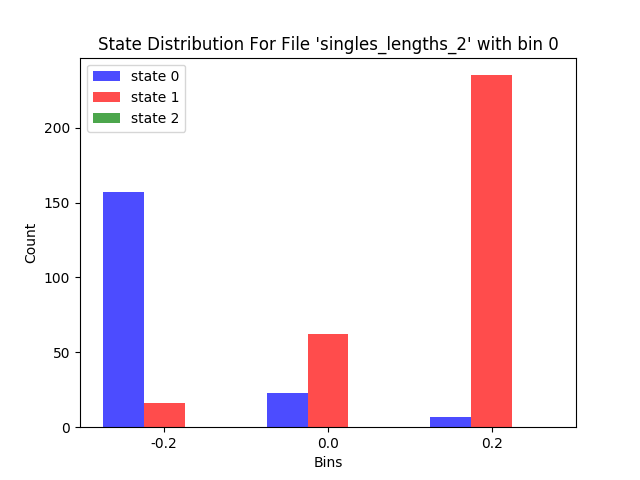 State Distribution For File 'singles_lengths_2' with bin 0
state 0
state 1
state 2
Count
200
150
100
50
0
-0.2
0.0
0.2
Bins